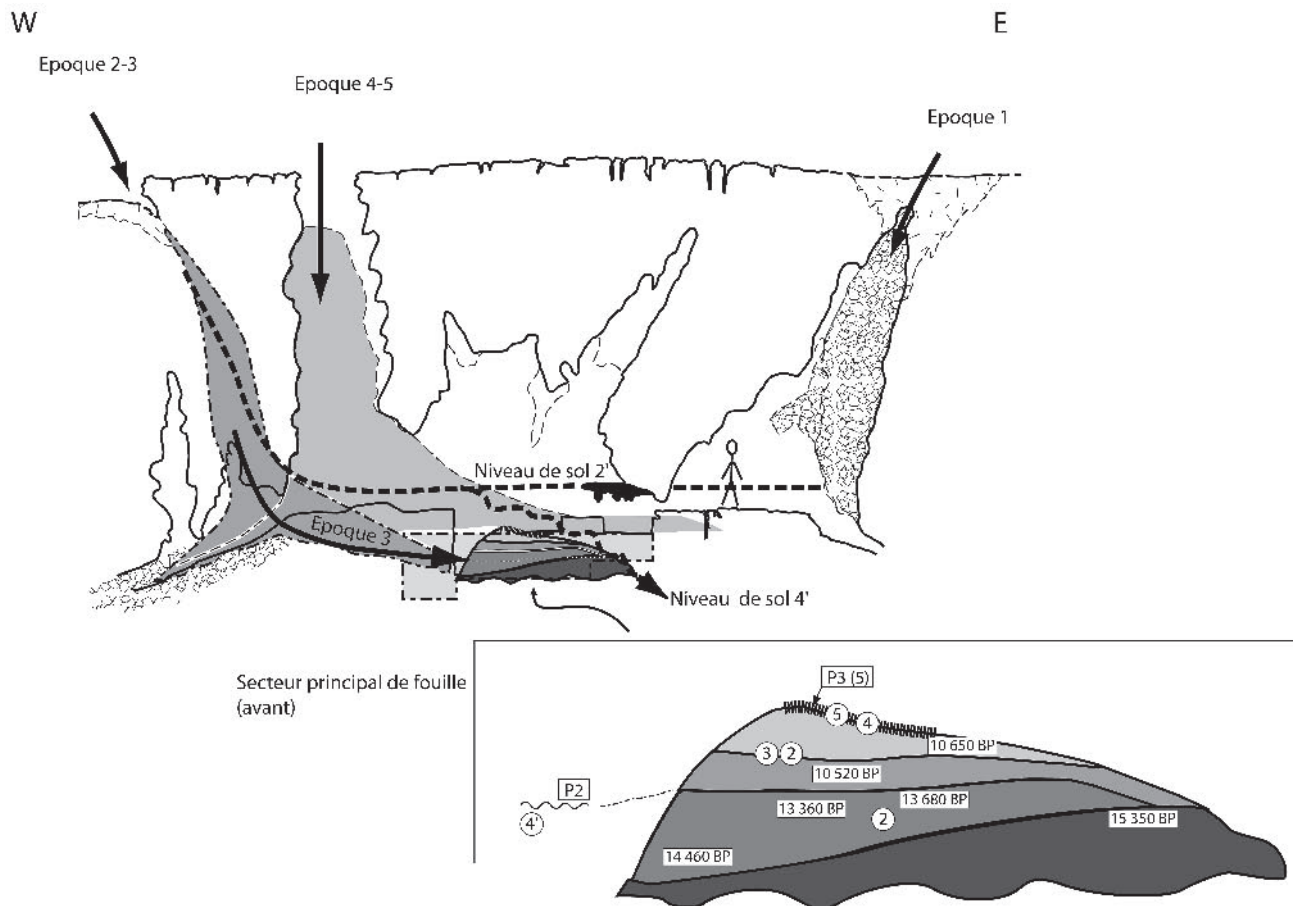 W
E
Epoque 2-3
Epoque 4-5
Epoque 1
Niveau de sol 2'
Epoque 3
Niveau de sol 4'
Secteur principal de fouille
(avant)
P3 (5)
5
4
10 650 BP
3
2
10 520 BP
P2
13 360 BP
13 680 BP
4'
2
15 350 BP
14 460 BP